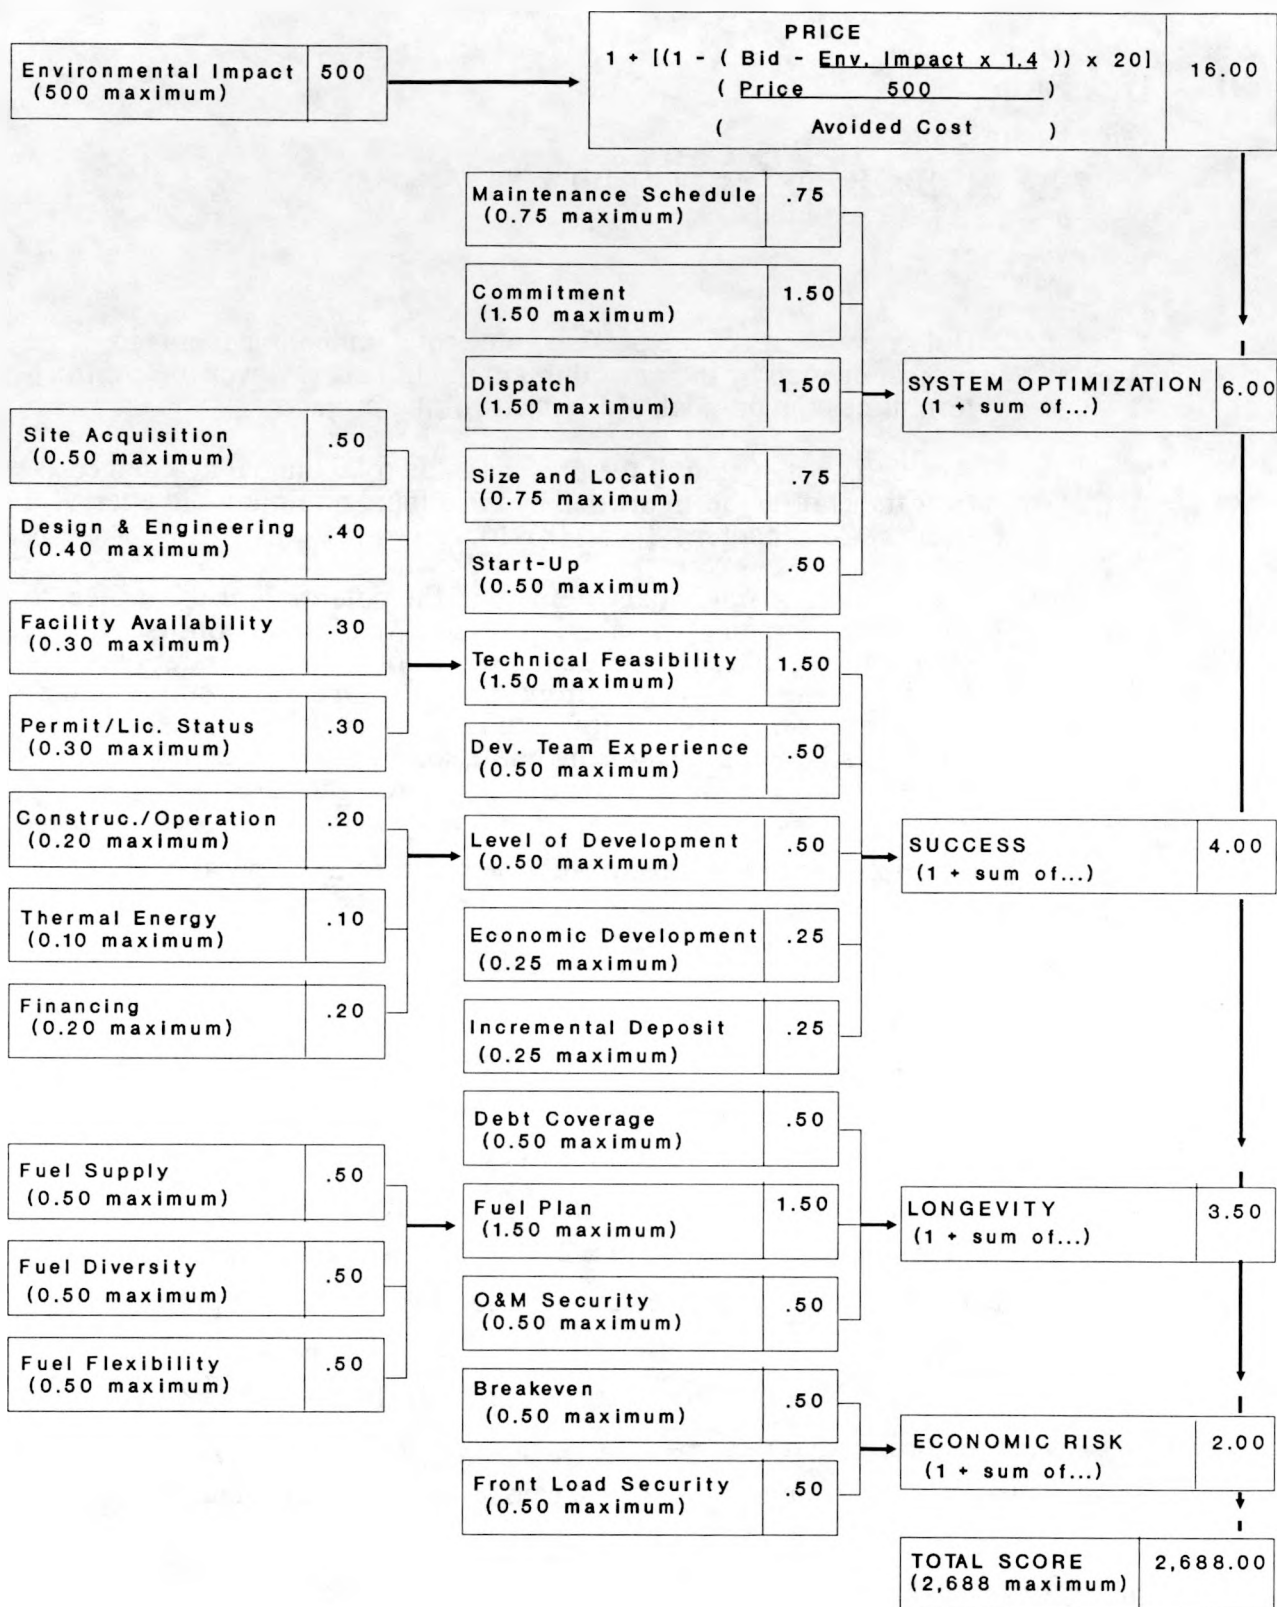 PRICE
1 + [(1 - ( Bid - Env. Impact x 1.4 )) x 20]
( Price 500 )
( Avoided Cost )
16.00
Environmental Impact 500
(500 maximum)
Maintenance Schedule .75
(0.75 maximum)
Commitment 1.50
(1.50 maximum)
Dispatch 1.50
(1.50 maximum)
SYSTEM OPTIMIZATION 6.00
(1 + sum of...)
Site Acquisition .50
(0.50 maximum)
Size and Location .75
(0.75 maximum)
Design & Engineering .40
(0.40 maximum)
Start-Up .50
(0.50 maximum)
Facility Availability .30
(0.30 maximum)
Technical Feasibility 1.50
(1.50 maximum)
Permit/Lic. Status .30
(0.30 maximum)
Dev. Team Experience .50
(0.50 maximum)
Construc./Operation .20
(0.20 maximum)
Level of Development .50
(0.50 maximum)
SUCCESS 4.00
(1 + sum of...)
Thermal Energy .10
(0.10 maximum)
Economic Development .25
(0.25 maximum)
Financing .20
(0.20 maximum)
Incremental Deposit .25
(0.25 maximum)
Debt Coverage .50
(0.50 maximum)
Fuel Supply .50
(0.50 maximum)
Fuel Plan 1.50
(1.50 maximum)
LONGEVITY 3.50
(1 + sum of...)
Fuel Diversity .50
(0.50 maximum)
O&M Security .50
(0.50 maximum)
Fuel Flexibility .50
(0.50 maximum)
Breakeven .50
(0.50 maximum)
ECONOMIC RISK 2.00
(1 + sum of...)
Front Load Security .50
(0.50 maximum)
TOTAL SCORE 2,688.00
(2,688 maximum)